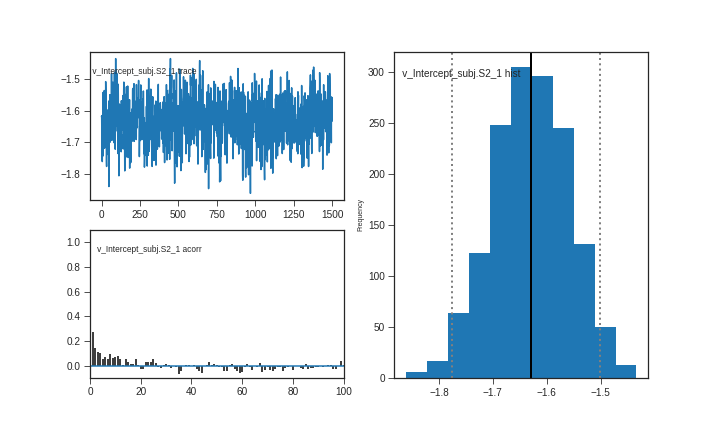 v_Intercept_subj.S2_1 trace
−1.5
−1.6
−1.7
−1.8
0 250 500 750 1000 1250 1500
v_Intercept_subj.S2_1 acorr
1.0
0.8
0.6
0.4
0.2
0.0
0 20 40 60 80 100
v_Intercept_subj.S2_1 hist
Frequency
300
250
200
150
100
50
0
−1.8 −1.7 −1.6 −1.5